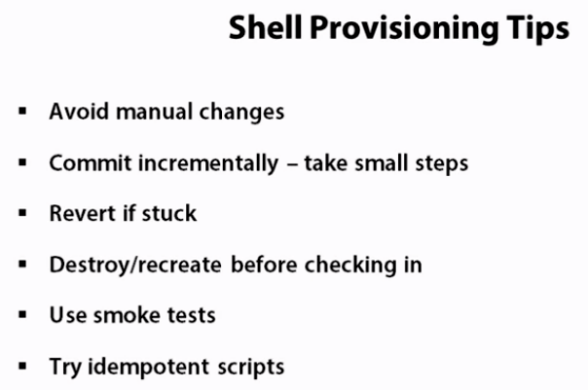 Shell Provisioning Tips
▪ Avoid manual changes
▪ Commit incrementally – take small steps
▪ Revert if stuck
▪ Destroy/recreate before checking in
▪ Use smoke tests
▪ Try idempotent scripts